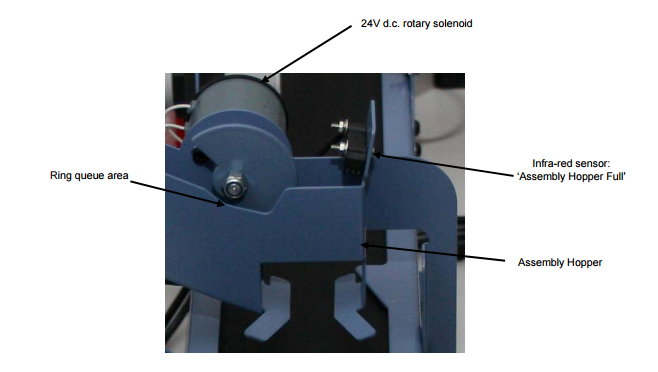 24V d.c. rotary solenoid
Infra-red sensor:
‘Assembly Hopper Full’
Ring queue area
Assembly Hopper